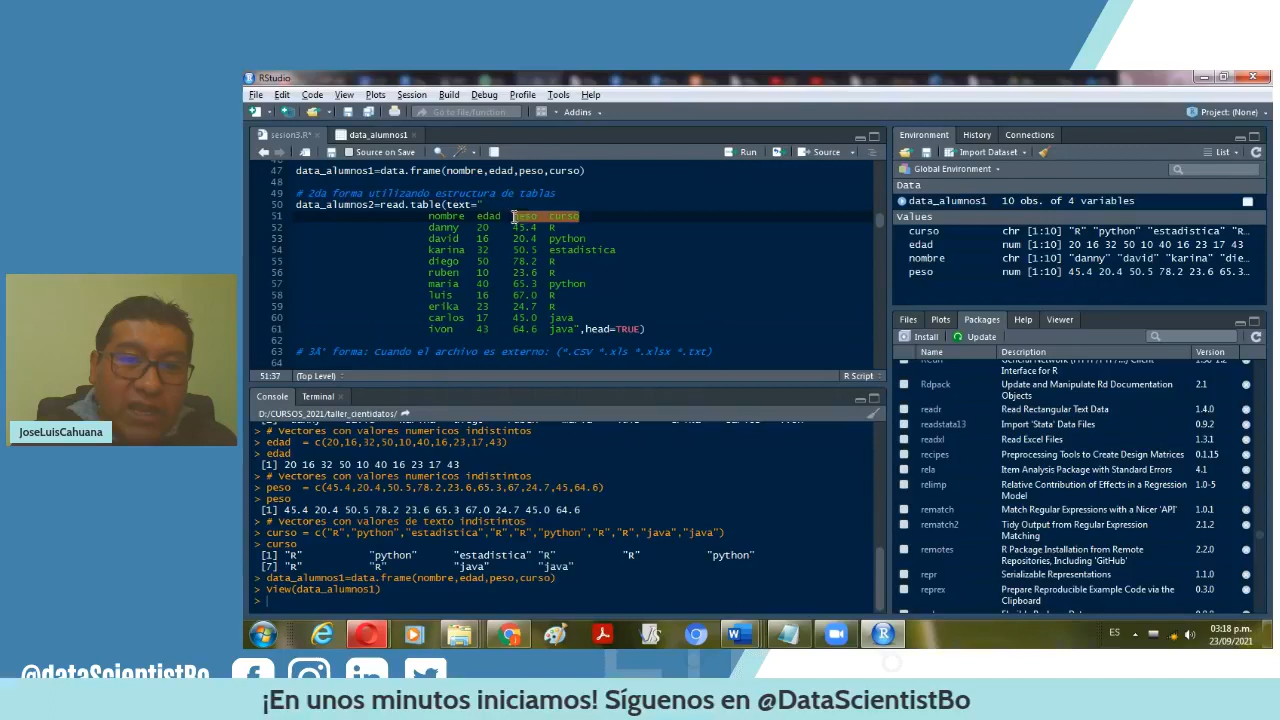 RStudio
File Edit Code View Plots Session Build Debug Profile Tools Help
Go to file/function Addins Project: (None)
sesion3.R* data_alumnos1
Source on Save Run Source
47 data_alumnos1=data.frame(nombre,edad,peso,curso)
48
49 # 2da forma utilizando estructura de tablas
50 data_alumnos2=read.table(text="
51 nombre edad peso curso
52 danny 20 45.4 R
53 david 16 20.4 python
54 karina 32 50.5 estadistica
55 diego 50 78.2 R
56 ruben 10 23.6 R
57 maria 40 65.3 python
58 luis 16 67.0 R
59 erika 23 24.7 R
60 carlos 17 45.0 java
61 ivon 43 64.6 java",head=TRUE)
62
63 # 3Âº forma: Cuando el archivo es externo: (*.csv *.xls *.xlsx *.txt)
64
51:37 (Top Level) R Script
Console Terminal
D:/CURSOS_2021/taller_cientidatos/
> # Vectores con valores numericos indistintos
> edad = c(20,16,32,50,10,40,16,23,17,43)
> edad
[1] 20 16 32 50 10 40 16 23 17 43
> # Vectores con valores numericos indistintos
> peso = c(45.4,20.4,50.5,78.2,23.6,65.3,67,24.7,45,64.6)
> peso
[1] 45.4 20.4 50.5 78.2 23.6 65.3 67.0 24.7 45.0 64.6
> # Vectores con valores de texto indistintos
> curso = c("R","python","estadistica","R","R","python","R","R","java","java")
> curso
[1] "R" "python" "estadistica" "R" "R" "python"
[7] "R" "R" "java" "java"
> data_alumnos1=data.frame(nombre,edad,peso,curso)
> View(data_alumnos1)
>
Environment History Connections
Import Dataset List
Global Environment
Data
data_alumnos1 10 obs. of 4 variables
Values
curso chr [1:10] "R" "python" "estadistica" "R…
edad num [1:10] 20 16 32 50 10 40 16 23 17 43
nombre chr [1:10] "danny" "david" "karina" "die…
peso num [1:10] 45.4 20.4 50.5 78.2 23.6 ...
Files Plots Packages Help Viewer
Install Update
Name Description Version
Interface for R
Rdpack Update and Manipulate Rd Documentation Objects 2.1
readr Read Rectangular Text Data 1.4.0
readstata13 Import 'Stata' Data Files 0.9.2
readxl Read Excel Files 1.3.1
recipes Preprocessing Tools to Create Design Matrices 0.1.15
rela Item Analysis Package with Standard Errors 4.1
relimp Relative Contribution of Effects in a Regression Model 1.0-5
rematch Match Regular Expressions with a Nicer 'API' 1.0.1
rematch2 Tidy Output from Regular Expression Matching 2.1.2
remotes R Package Installation from Remote Repositories, Including 'GitHub' 2.2.0
repr Serializable Representations 1.1.0
reprex Prepare Reproducible Example Code via the Clipboard 0.3.0
JoseLuisCahuana
ES 03:18 p.m.
23/09/2021
@dataScientistBo
¡En unos minutos iniciamos! Síguenos en @DataScientistBo